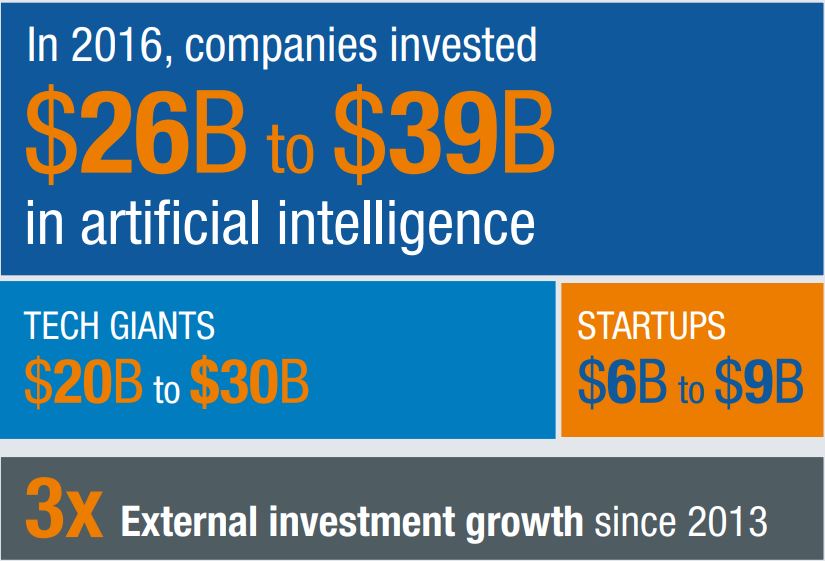 In 2016, companies invested
$26B to $39B
in artificial intelligence
TECH GIANTS
$20B to $30B
STARTUPS
$6B to $9B
3x External investment growth since 2013